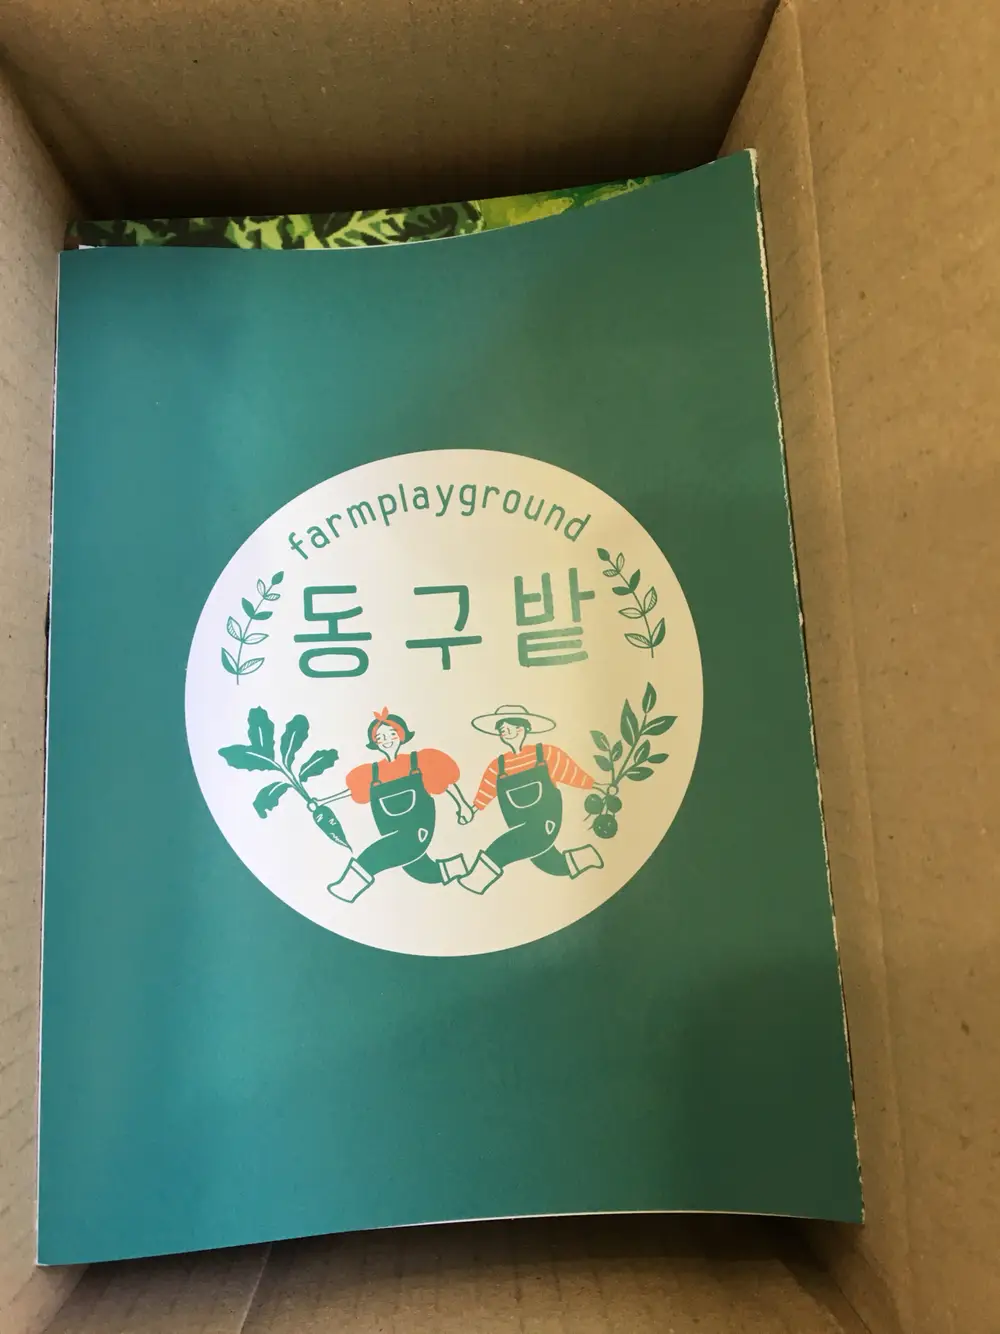 farmplayground
동구밭